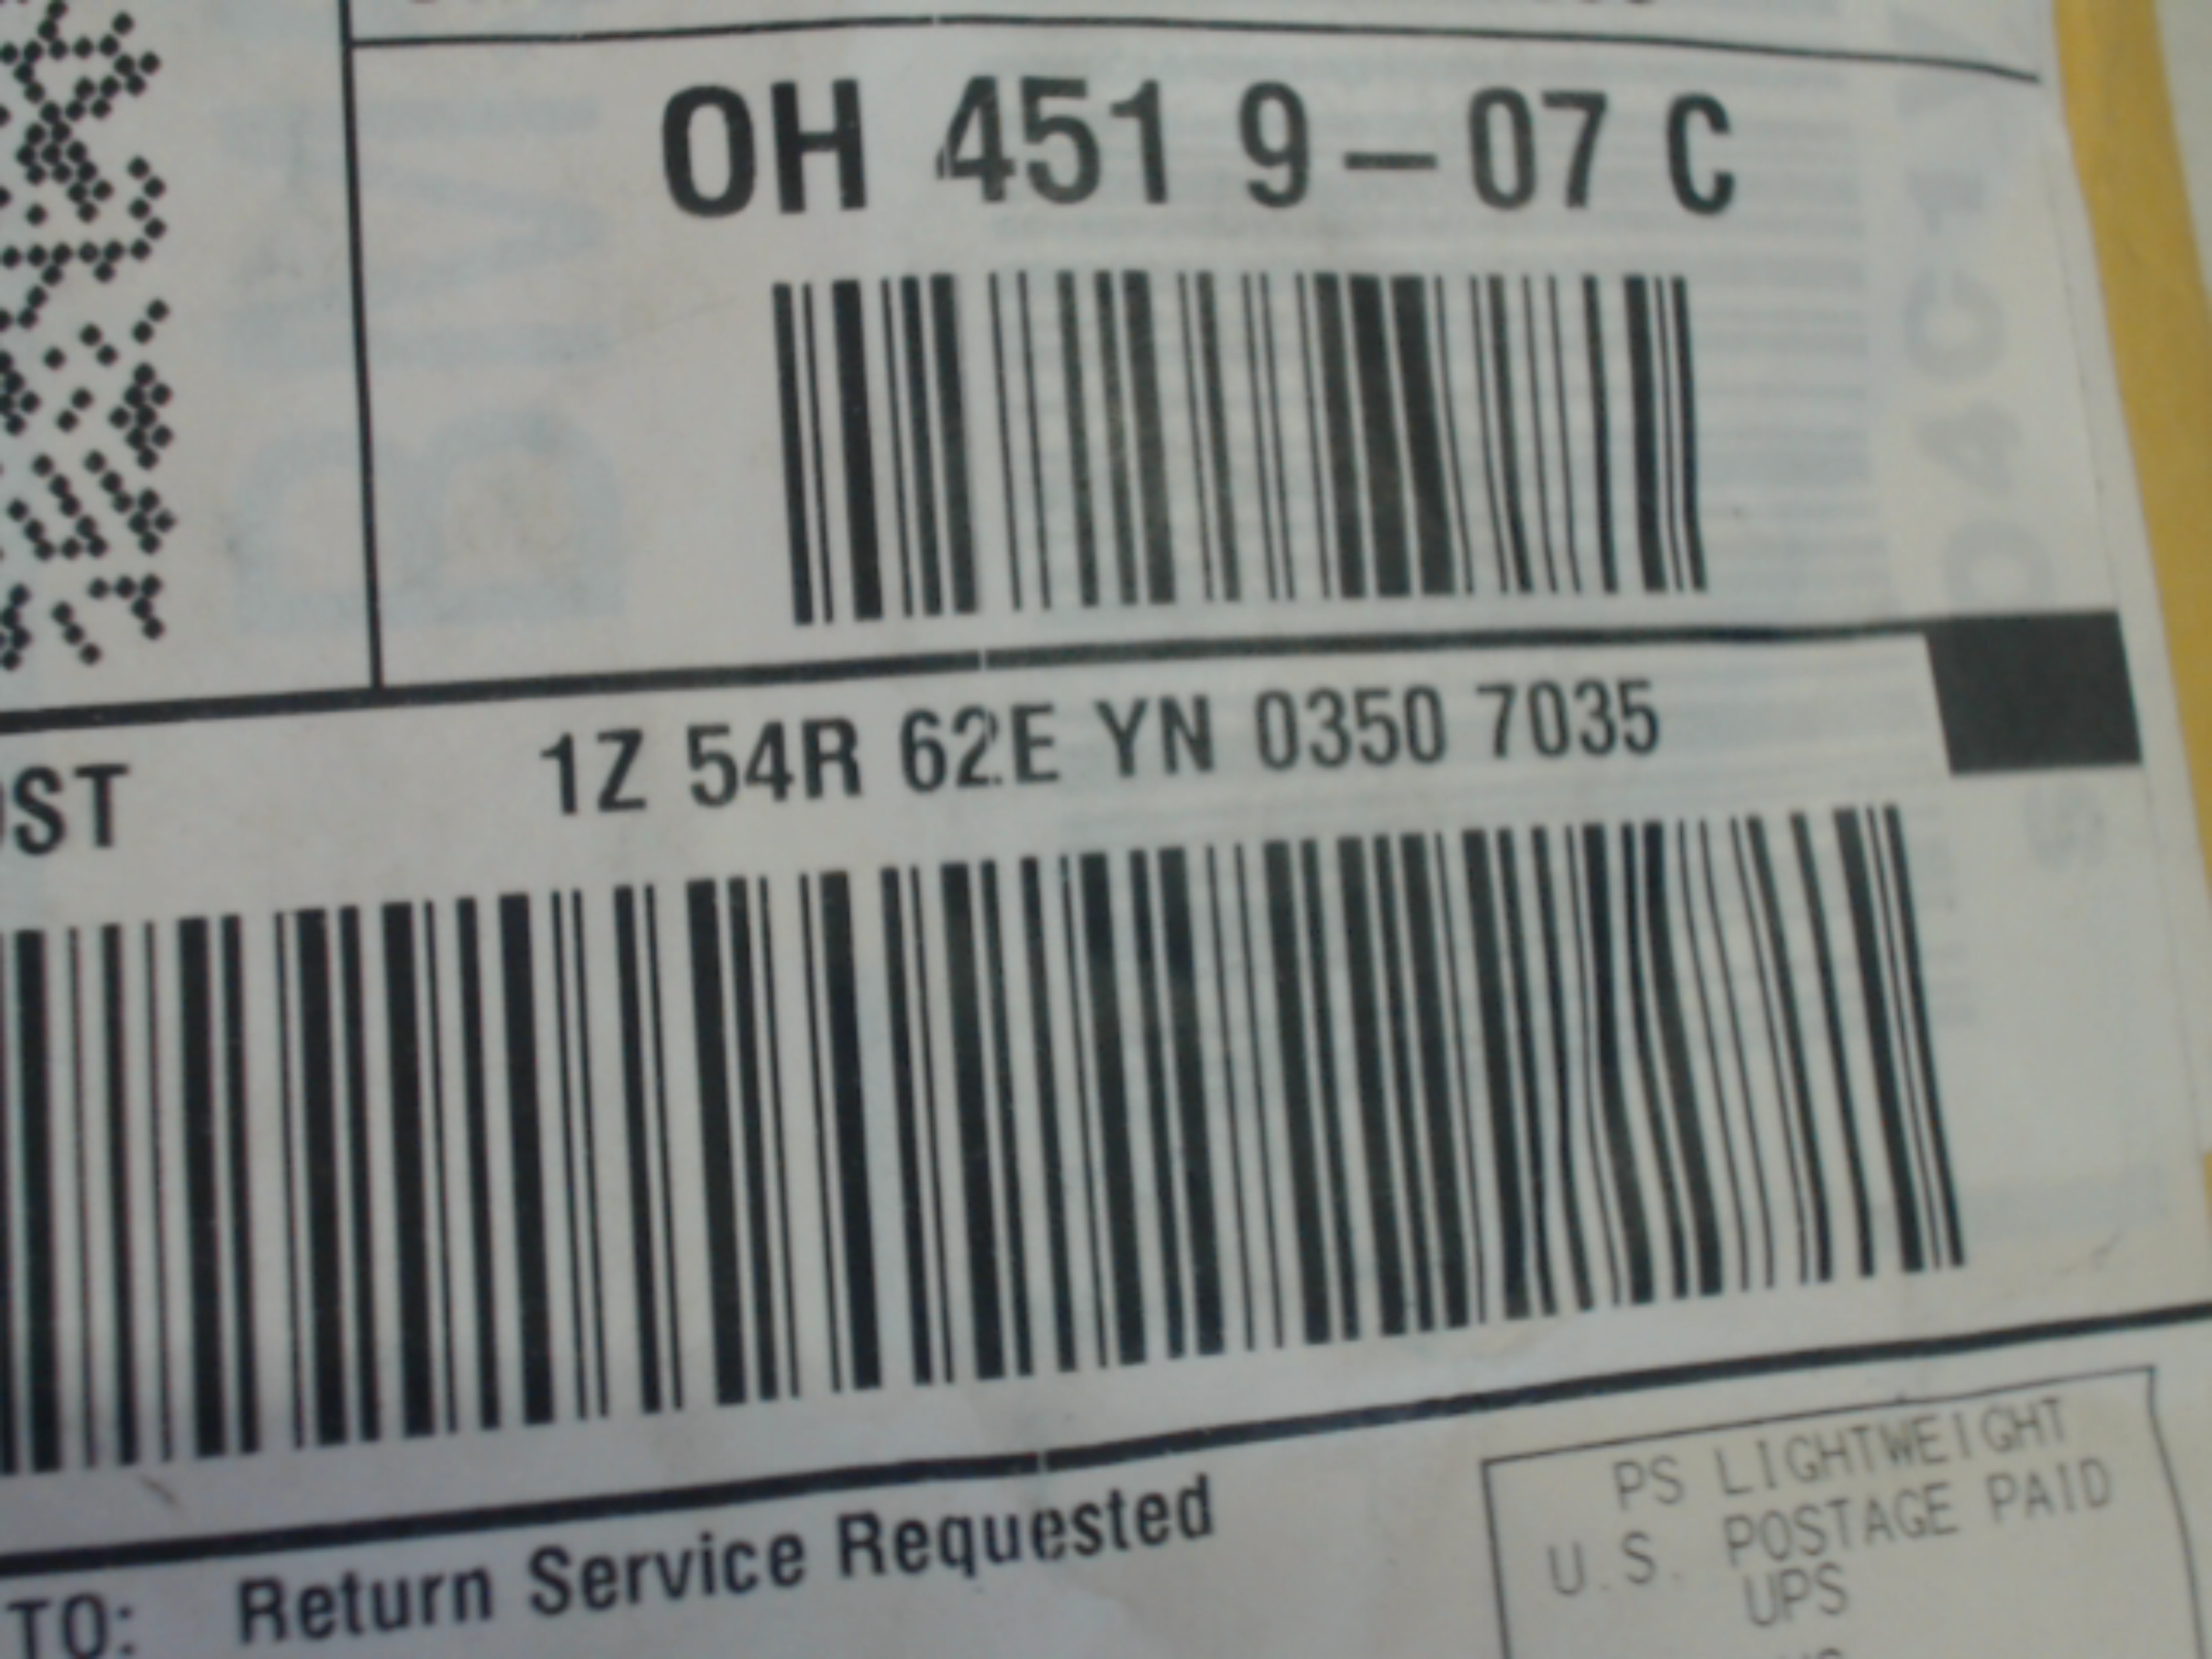 OH 451 9 – 07 C
1Z 54R 62E YN 0350 7035
OST
TO: Return Service Requested
PS LIGHTWEIGHT
U.S. POSTAGE PAID
UPS